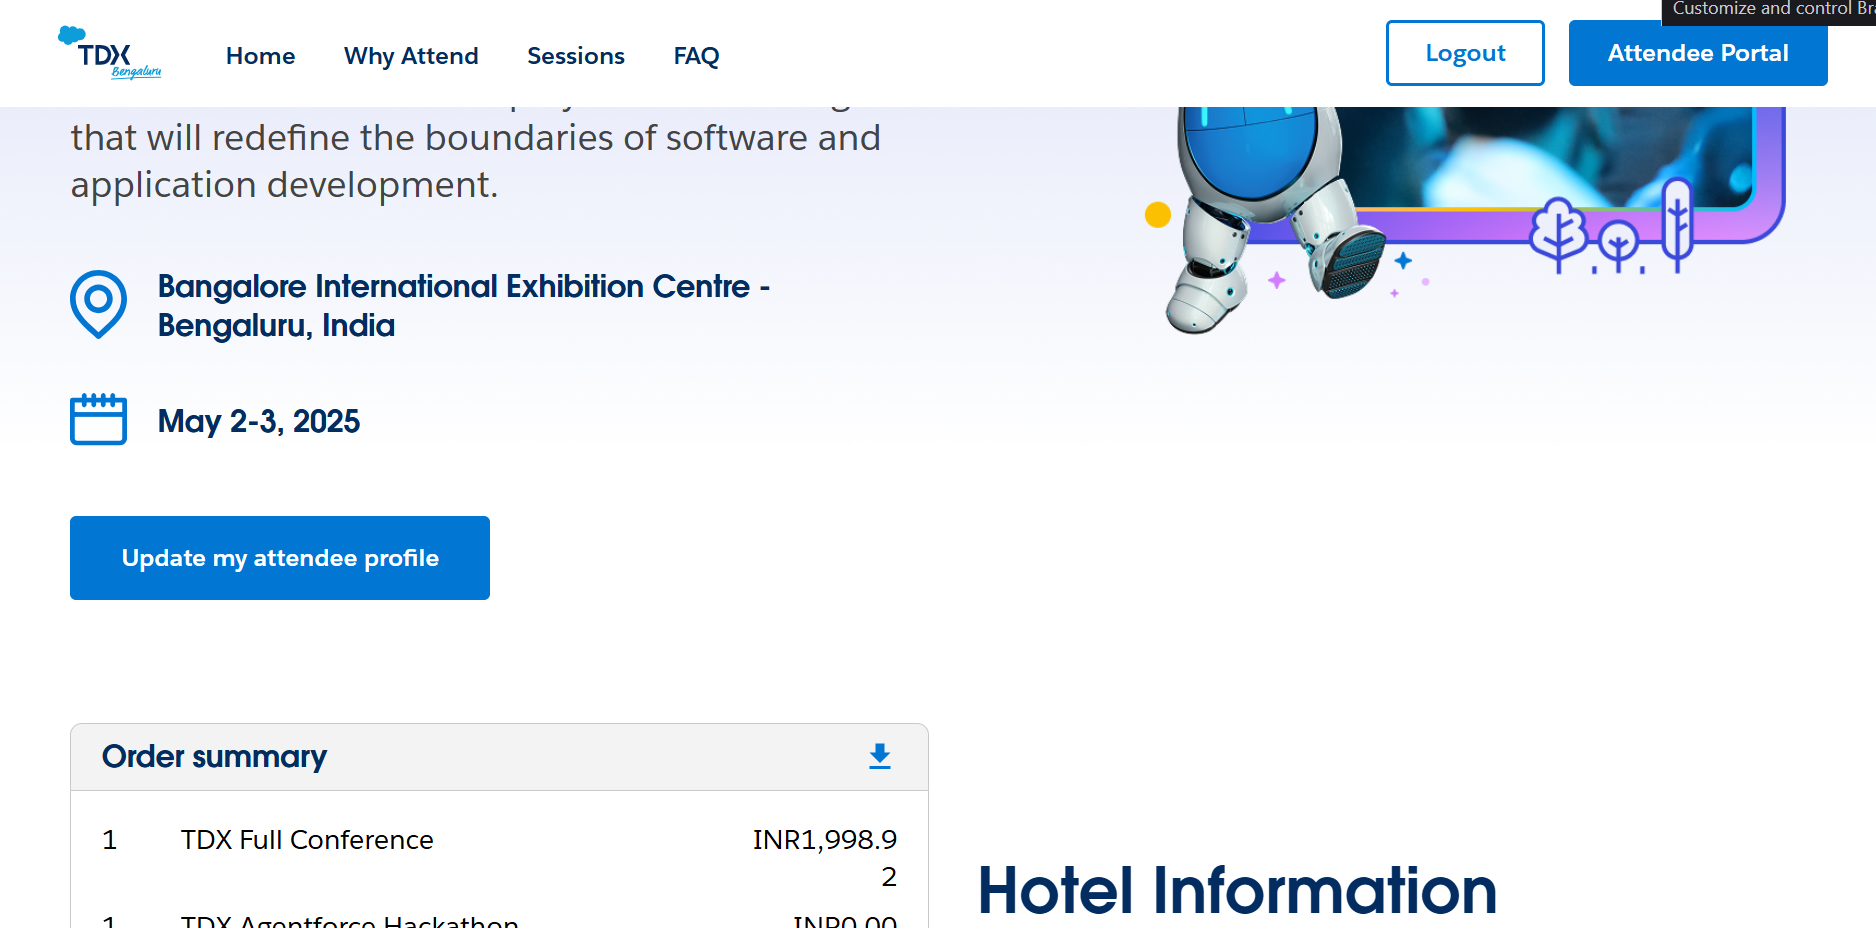 Customize and control Br
TDX
Bengaluru
Home
Why Attend
Sessions
FAQ
Logout
Attendee Portal
that will redefine the boundaries of software and
application development.
Bangalore International Exhibition Centre -
Bengaluru, India
May 2-3, 2025
Update my attendee profile
Order summary
1 TDX Full Conference INR1,998.9
2
1 TDX Agentforce Hackathon INR0.00
Hotel Information